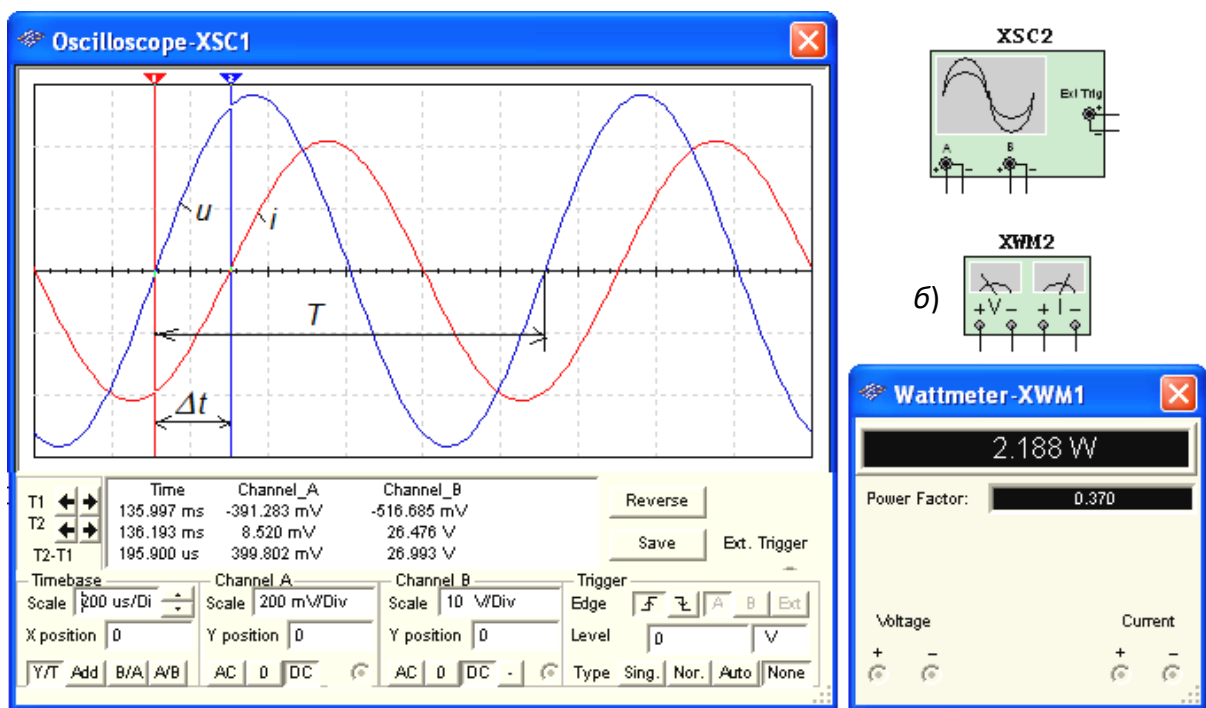 Oscilloscope-XSC1
1 2
u
i
T
Δt
T1
T2
T2-T1
Time Channel_A Channel_B
135.997 ms -391.283 mV -516.685 mV
136.193 ms 8.520 mV 26.476 V
195.900 us 399.802 mV 26.993 V
Reverse
Save
Ext. Trigger
Timebase
Scale 200 us/Di
X position 0
Y/T Add B/A A/B
Channel A
Scale 200 mV/Div
Y position 0
AC 0 DC
Channel B
Scale 10 V/Div
Y position 0
AC 0 DC -
Trigger
Edge A B Ext
Level 0 V
Type Sing. Nor. Auto None
XSC2
Ext Trig
+
−
A B
+ − + −
XWM2
б)
+ V − + I −
Wattmeter-XWM1
2.188 W
Power Factor: 0.370
Voltage Current
+ − + −